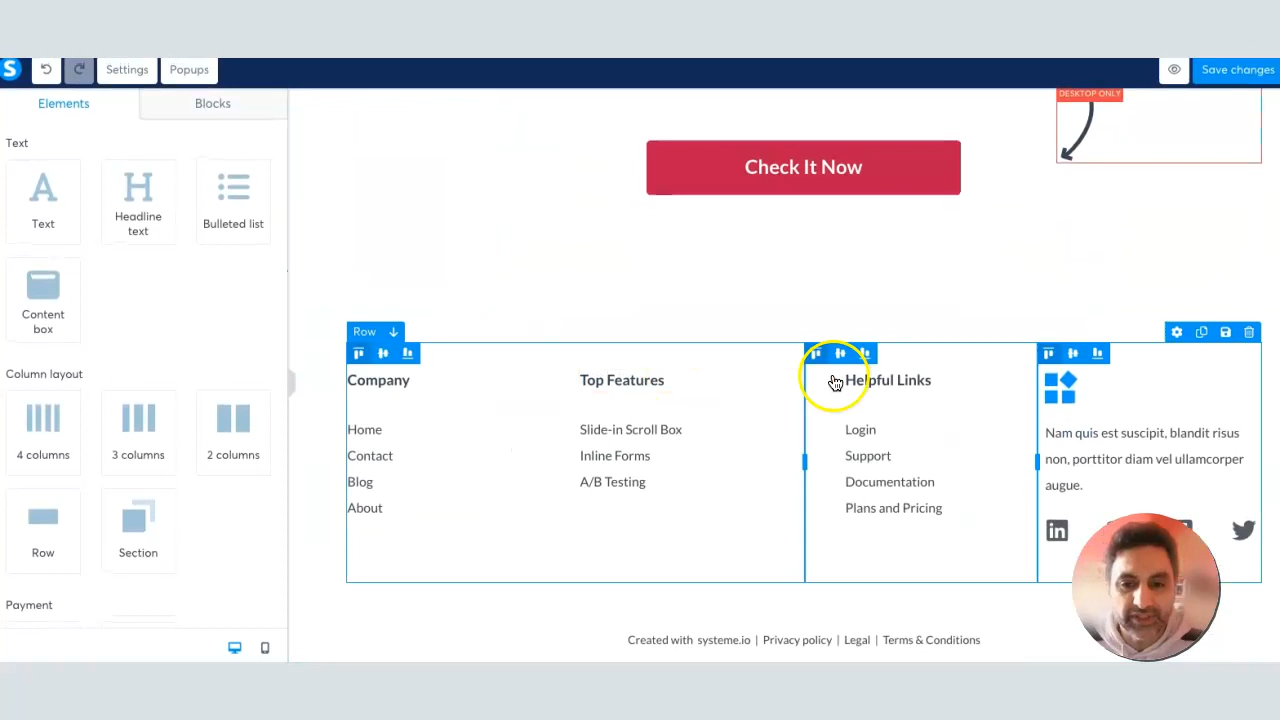 S
Settings
Popups
Save changes
Elements
Blocks
DESKTOP ONLY
Text
Check It Now
Text
Headline
text
Bulleted list
Content
box
Row
Company
Top Features
Helpful Links
Column layout
Home
Slide-in Scroll Box
Login
Nam quis est suscipit, blandit risus
non, porttitor diam vel ullamcorper
augue.
4 columns
3 columns
2 columns
Contact
Inline Forms
Support
Blog
A/B Testing
Documentation
About
Plans and Pricing
in
Row
Section
Payment
Created with systeme.io | Privacy policy | Legal | Terms & Conditions